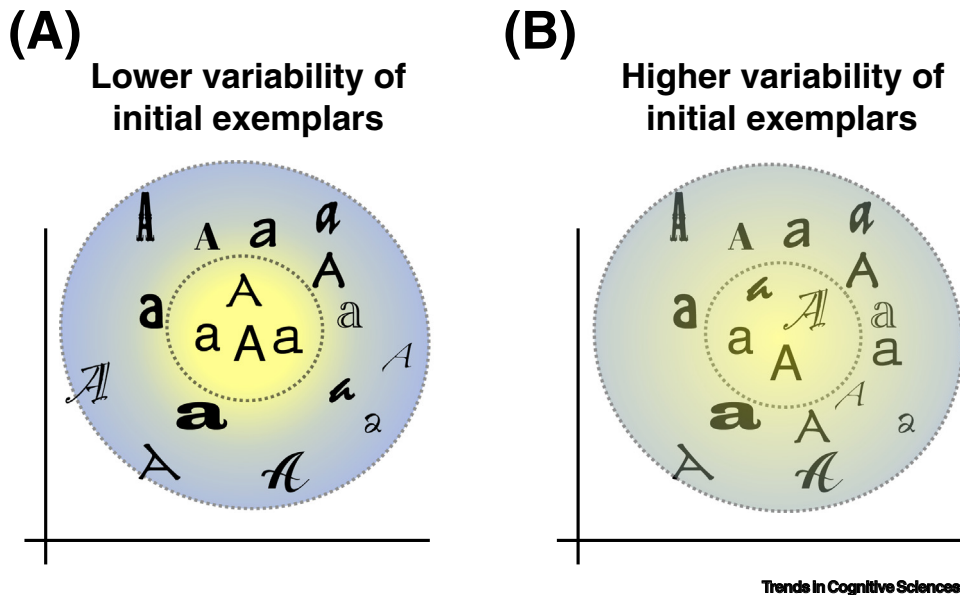 (A)
Lower variability of
initial exemplars
A A a a
A
A
a a
a A a
A
A a
a a
A A
(B)
Higher variability of
initial exemplars
A A a a
A
a A
a a
a a
A
A
a A a
A A
Trends in Cognitive Sciences